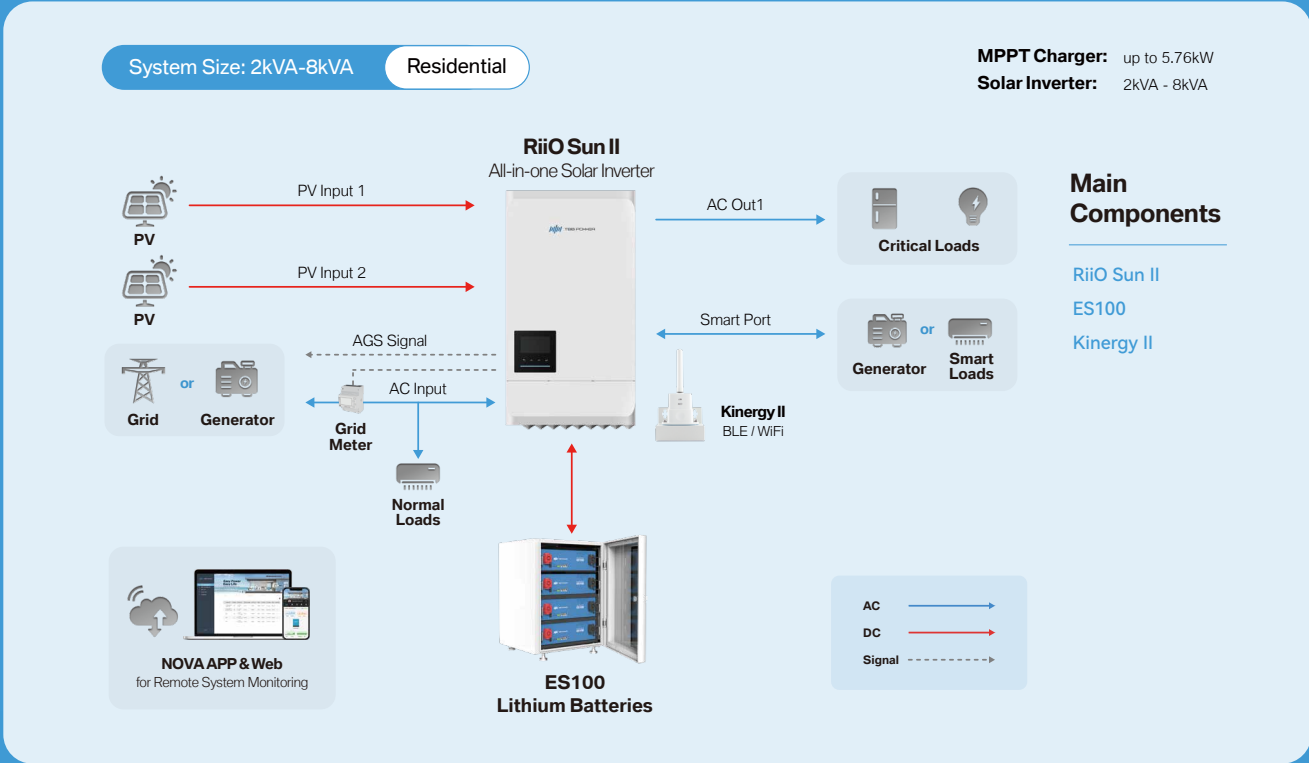 System Size: 2kVA-8kVA
Residential
MPPT Charger: up to 5.76kW
Solar Inverter: 2kVA - 8kVA
RiiO Sun II
All-in-one Solar Inverter
PV Input 1
PV
PV Input 2
PV
TBB POWER
AC Out1
Critical Loads
Main
Components
RiiO Sun II
ES100
Kinergy II
Smart Port
Generator
or
Smart
Loads
AGS Signal
AC Input
Grid
or
Generator
Grid
Meter
Normal
Loads
Kinergy II
BLE / WiFi
NOVA APP & Web
for Remote System Monitoring
ES100
Lithium Batteries
AC
DC
Signal